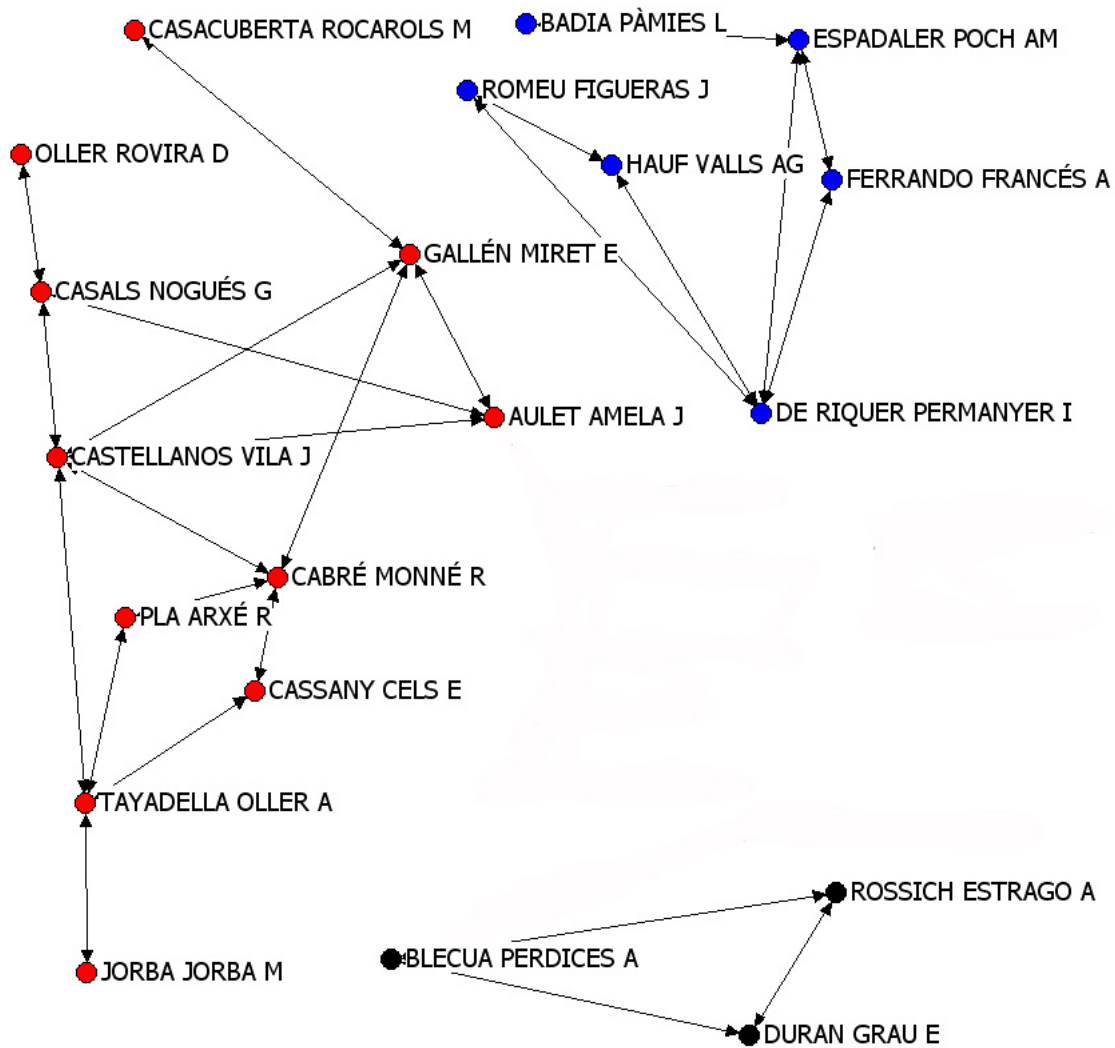 BADIA PÀMIES L
CASACUBERTA ROCAROLS M
ESPADALER POCH AM
ROMEU FIGUERAS J
OLLER ROVIRA D
HAUF VALLS AG
FERRANDO FRANCÉS A
GALLÉN MIRET E
CASALS NOGUÉS G
DE RIQUER PERMANYER I
AULET AMELA J
CASTELLANOS VILA J
CABRÉ MONNÉ R
PLA ARXÉ R
CASSANY CELS E
TAYADELLA OLLER A
ROSSICH ESTRAGO A
BLECUA PERDICES A
JORBA JORBA M
DURAN GRAU E